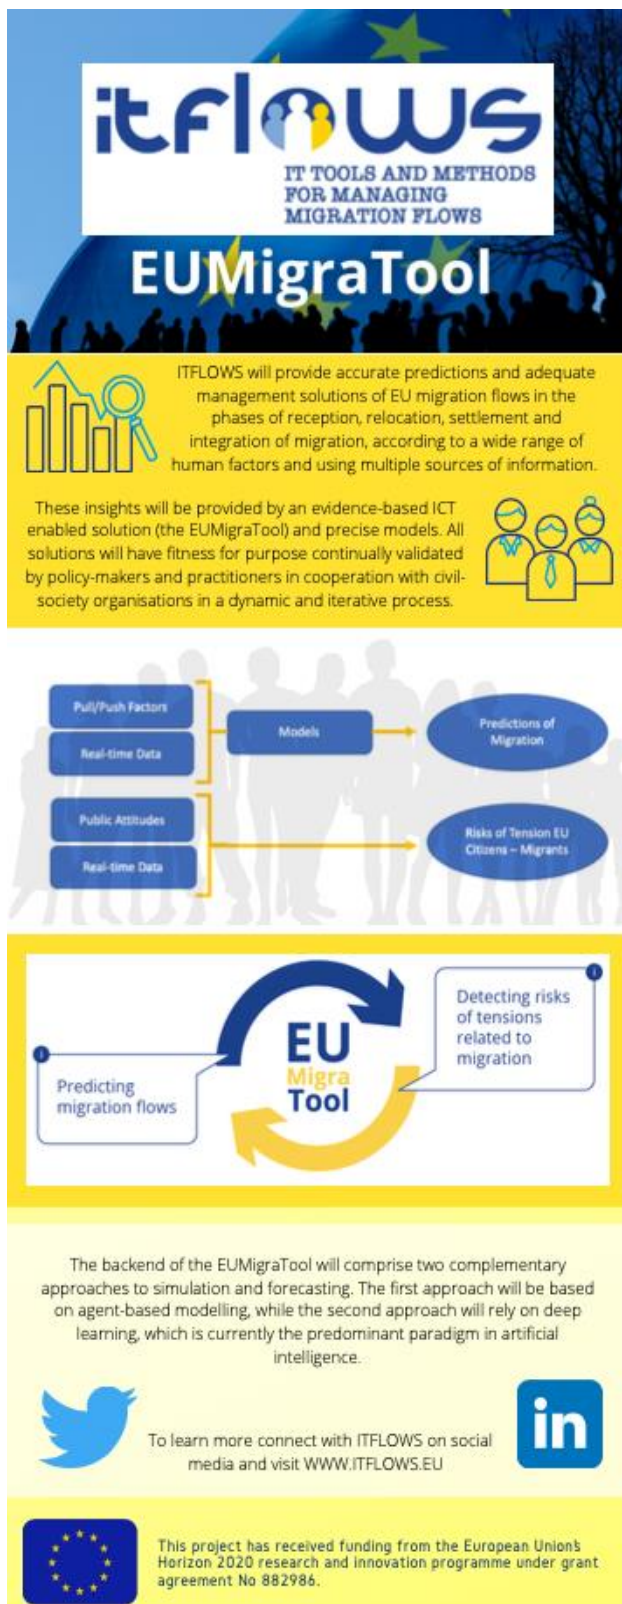 itflows
IT TOOLS AND METHODS
FOR MANAGING
MIGRATION FLOWS
EUMigraTool
ITFLOWS will provide accurate predictions and adequate
management solutions of EU migration flows in the
phases of reception, relocation, settlement and
integration of migration, according to a wide range of
human factors and using multiple sources of information.
These insights will be provided by an evidence-based ICT
enabled solution (the EUMigraTool) and precise models. All
solutions will have fitness for purpose continually validated
by policy-makers and practitioners in cooperation with civil-
society organisations in a dynamic and iterative process.
Pull/Push Factors
Real-time Data
Models
Predictions of
Migration
Public Attitudes
Real-time Data
Risks of Tension EU
Citizens – Migrants
EU
Migra
Tool
Predicting
migration flows
Detecting risks
of tensions
related to
migration
The backend of the EUMigraTool will comprise two complementary
approaches to simulation and forecasting. The first approach will be based
on agent-based modelling, while the second approach will rely on deep
learning, which is currently the predominant paradigm in artificial
intelligence.
in
To learn more connect with ITFLOWS on social
media and visit WWW.ITFLOWS.EU
This project has received funding from the European Union's
Horizon 2020 research and innovation programme under grant
agreement No 882986.